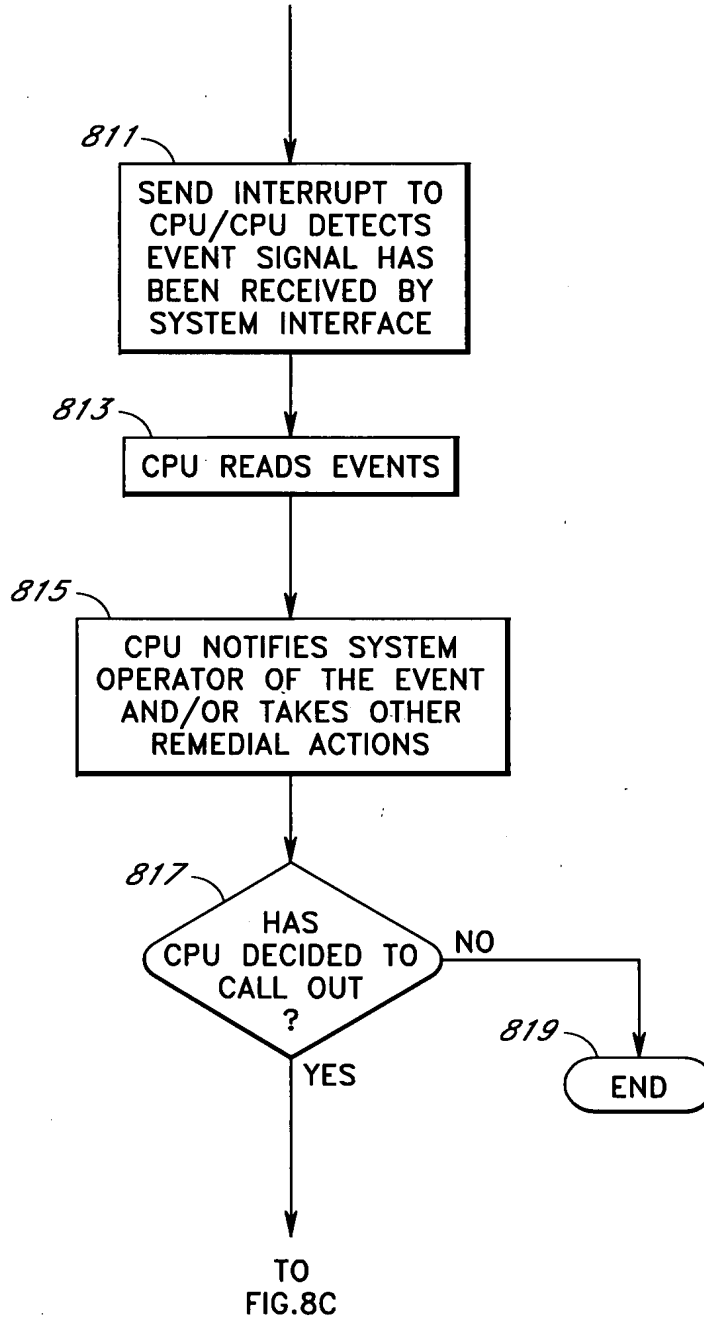 811
SEND INTERRUPT TO
CPU/CPU DETECTS
EVENT SIGNAL HAS
BEEN RECEIVED BY
SYSTEM INTERFACE
813
CPU READS EVENTS
815
CPU NOTIFIES SYSTEM
OPERATOR OF THE EVENT
AND/OR TAKES OTHER
REMEDIAL ACTIONS
817
HAS
CPU DECIDED TO
CALL OUT
?
NO
819
END
YES
TO
FIG.8C